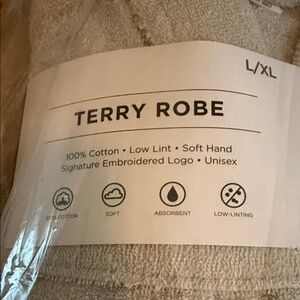 L/XL
TERRY ROBE
100% Cotton • Low Lint • Soft Hand
Signature Embroidered Logo • Unisex
100% COTTON SOFT ABSORBENT LOW-LINTING